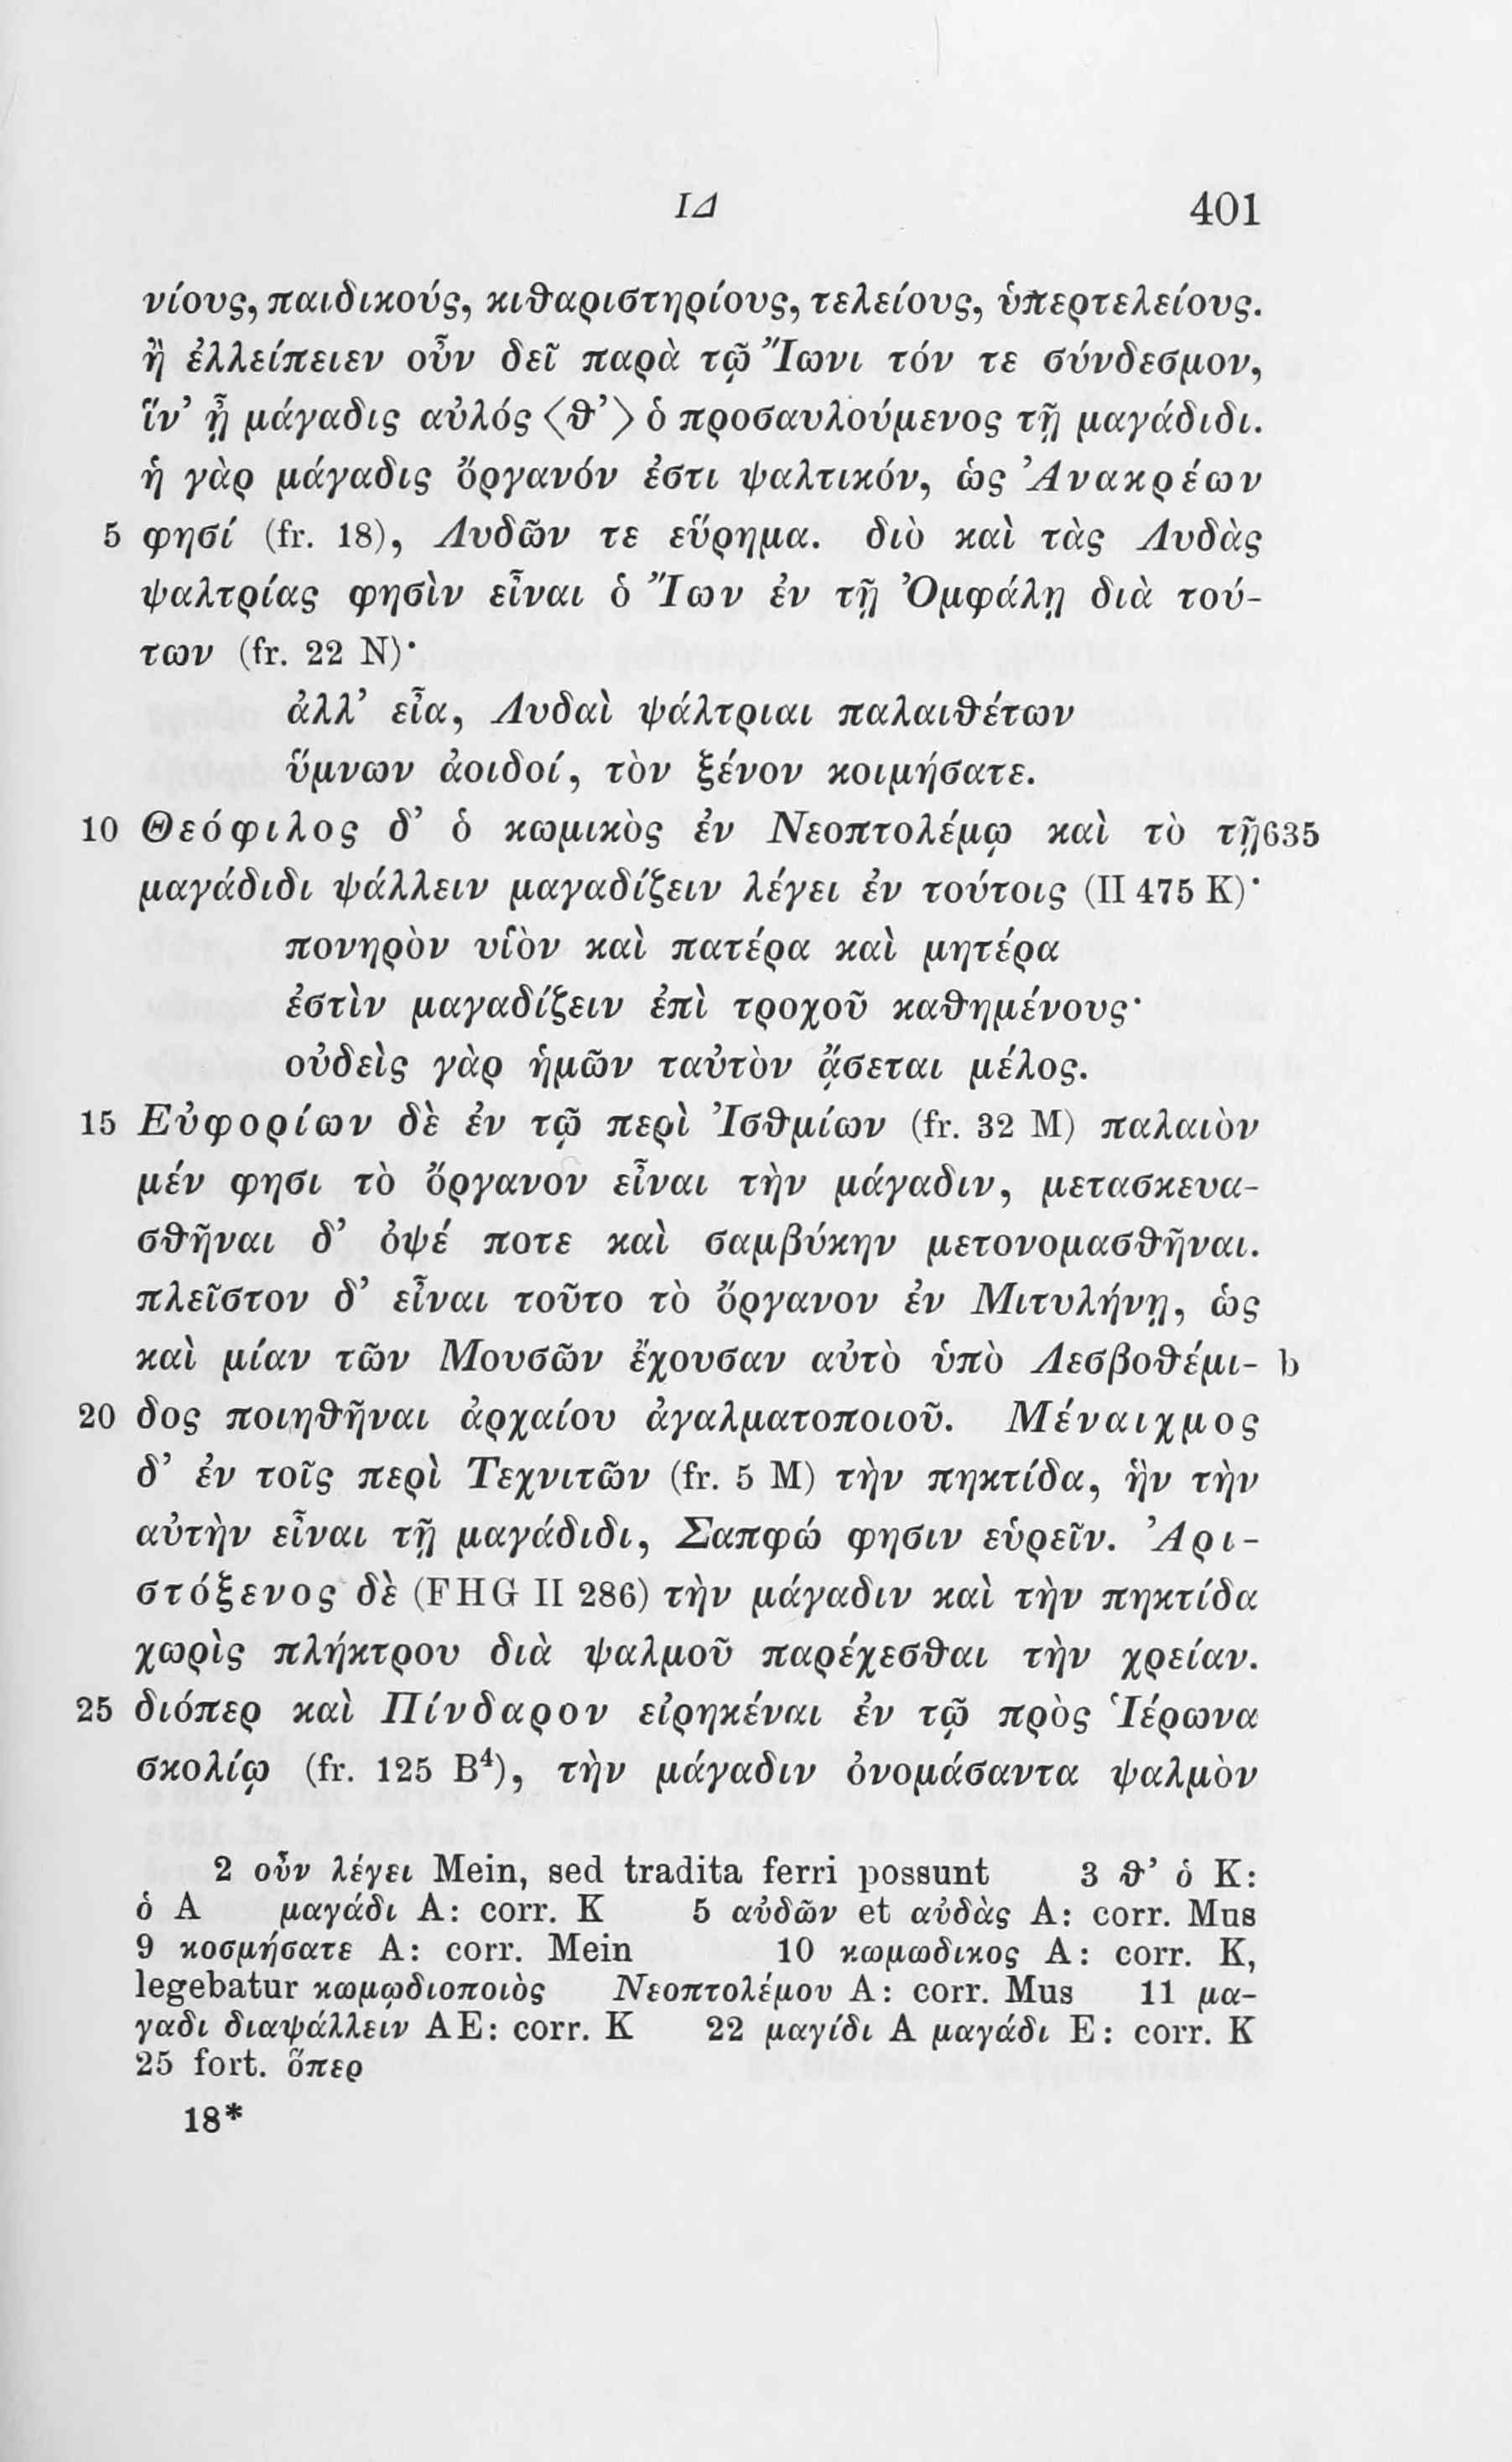 ΙΔ 401
νίους, παιδικούς, κιθαριστηρίους, τελείους, ὑπερτελείους.
ἢ ἐλλείπειεν οὖν δεῖ παρὰ τῷ Ἴωνι τόν τε σύνδεσμον,
ἵν’ ᾖ μάγαδις αὐλός ⟨θ’⟩ ὁ προσαυλούμενος τῇ μαγάδιδι.
ἡ γὰρ μάγαδις ὄργανόν ἐστι ψαλτικόν, ὡς Ἀνακρέων
5 φησί (fr. 18), Λυδῶν τε εὕρημα. διὸ καὶ τὰς Λυδὰς
ψαλτρίας φησὶν εἶναι ὁ Ἴων ἐν τῇ Ὀμφάλῃ διὰ τού-
των (fr. 22 N)·
ἀλλ’ εἶα, Λυδαὶ ψάλτριαι παλαιθέτων
ὕμνων ἀοιδοί, τὸν ξένον κοιμήσατε.
10 Θεόφιλος δ’ ὁ κωμικὸς ἐν Νεοπτολέμῳ καὶ τὸ τῇ 635
μαγάδιδι ψάλλειν μαγαδίζειν λέγει ἐν τούτοις (II 475 K)·
πονηρὸν υἱὸν καὶ πατέρα καὶ μητέρα
ἐστὶν μαγαδίζειν ἐπὶ τροχοῦ καθημένους·
οὐδεὶς γὰρ ἡμῶν ταὐτὸν ᾄσεται μέλος.
15 Εὐφορίων δὲ ἐν τῷ περὶ Ἰσθμίων (fr. 32 M) παλαιὸν
μέν φησι τὸ ὄργανον εἶναι τὴν μάγαδιν, μετασκευα-
σθῆναι δ’ ὀψέ ποτε καὶ σαμβύκην μετονομασθῆναι.
πλεῖστον δ’ εἶναι τοῦτο τὸ ὄργανον ἐν Μιτυλήνῃ, ὡς
καὶ μίαν τῶν Μουσῶν ἔχουσαν αὐτὸ ὑπὸ Λεσβοθέμι- b
20 δος ποιηθῆναι ἀρχαίου ἀγαλματοποιοῦ. Μέναιχμος
δ’ ἐν τοῖς περὶ Τεχνιτῶν (fr. 5 M) τὴν πηκτίδα, ἣν τὴν
αὐτὴν εἶναι τῇ μαγάδιδι, Σαπφώ φησιν εὑρεῖν. Ἀρι-
στόξενος δὲ (FHG II 286) τὴν μάγαδιν καὶ τὴν πηκτίδα
χωρὶς πλήκτρου διὰ ψαλμοῦ παρέχεσθαι τὴν χρείαν.
25 διόπερ καὶ Πίνδαρον εἰρηκέναι ἐν τῷ πρὸς Ἱέρωνα
σκολίῳ (fr. 125 B⁴), τὴν μάγαδιν ὀνομάσαντα ψαλμὸν
2 οὖν λέγει Mein, sed tradita ferri possunt 3 θ’ ὁ K:
ὁ A μαγάδι A: corr. K 5 αὐδῶν et αὐδὰς A: corr. Mus
9 κοσμήσατε A: corr. Mein 10 κωμωδικος A: corr. K,
legebatur κωμῳδιοποιὸς Νεοπτολέμου A: corr. Mus 11 μα-
γαδι διαψάλλειν AE: corr. K 22 μαγίδι A μαγάδι E: corr. K
25 fort. ὅπερ
18*